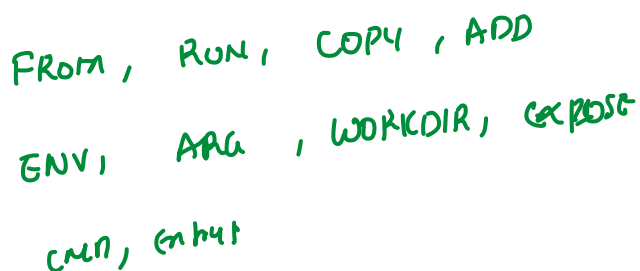 FROM, RUN, COPY, ADD
ENV, ARG, WORKDIR, EXPOSE
CMD,